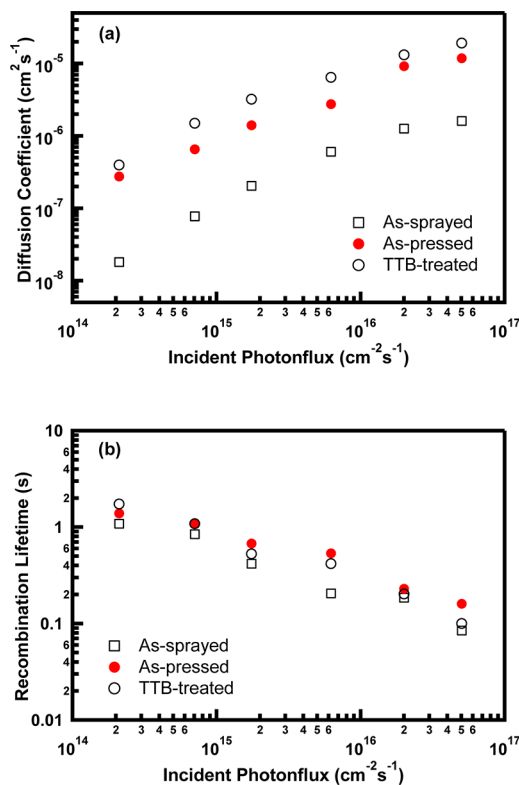 (a)
Diffusion Coefficient (cm²s⁻¹)
10⁻⁵
10⁻⁶
10⁻⁷
10⁻⁸
As-sprayed
As-pressed
TTB-treated
10¹⁴ 2 3 4 5 6 10¹⁵ 2 3 4 5 6 10¹⁶ 2 3 4 5 6 10¹⁷
Incident Photonflux (cm⁻²s⁻¹)
(b)
Recombination Lifetime (s)
10
6
4
2
1
6
4
2
0.1
6
4
2
0.01
As-sprayed
As-pressed
TTB-treated
10¹⁴ 2 3 4 5 6 10¹⁵ 2 3 4 5 6 10¹⁶ 2 3 4 5 6 10¹⁷
Incident Photonflux (cm⁻²s⁻¹)